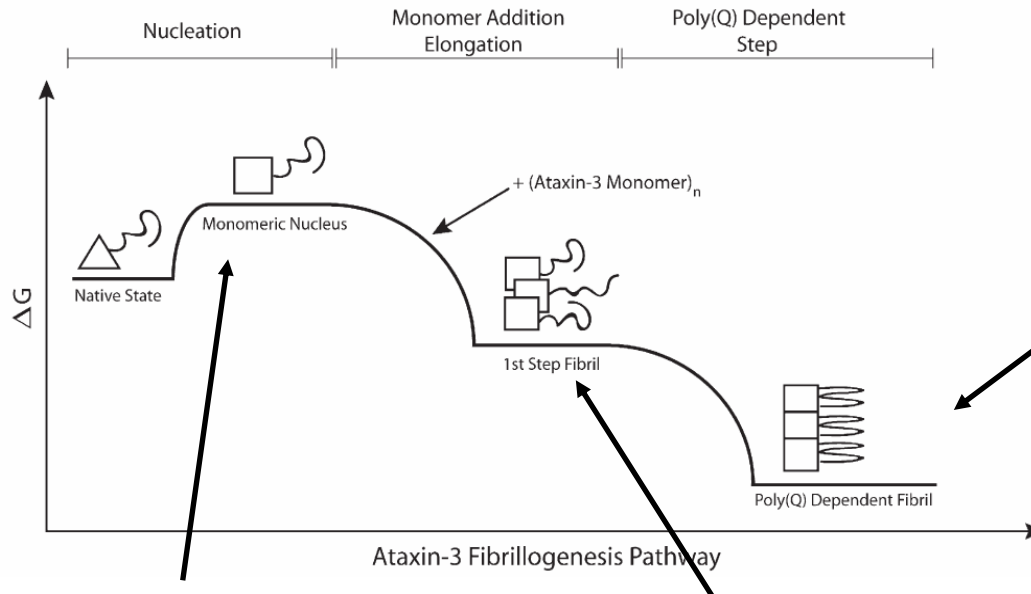 Nucleation
Monomer Addition
Elongation
Poly(Q) Dependent
Step
+ (Ataxin-3 Monomer)n
Monomeric Nucleus
Native State
ΔG
1st Step Fibril
Poly(Q) Dependent Fibril
Ataxin-3 Fibrillogenesis Pathway